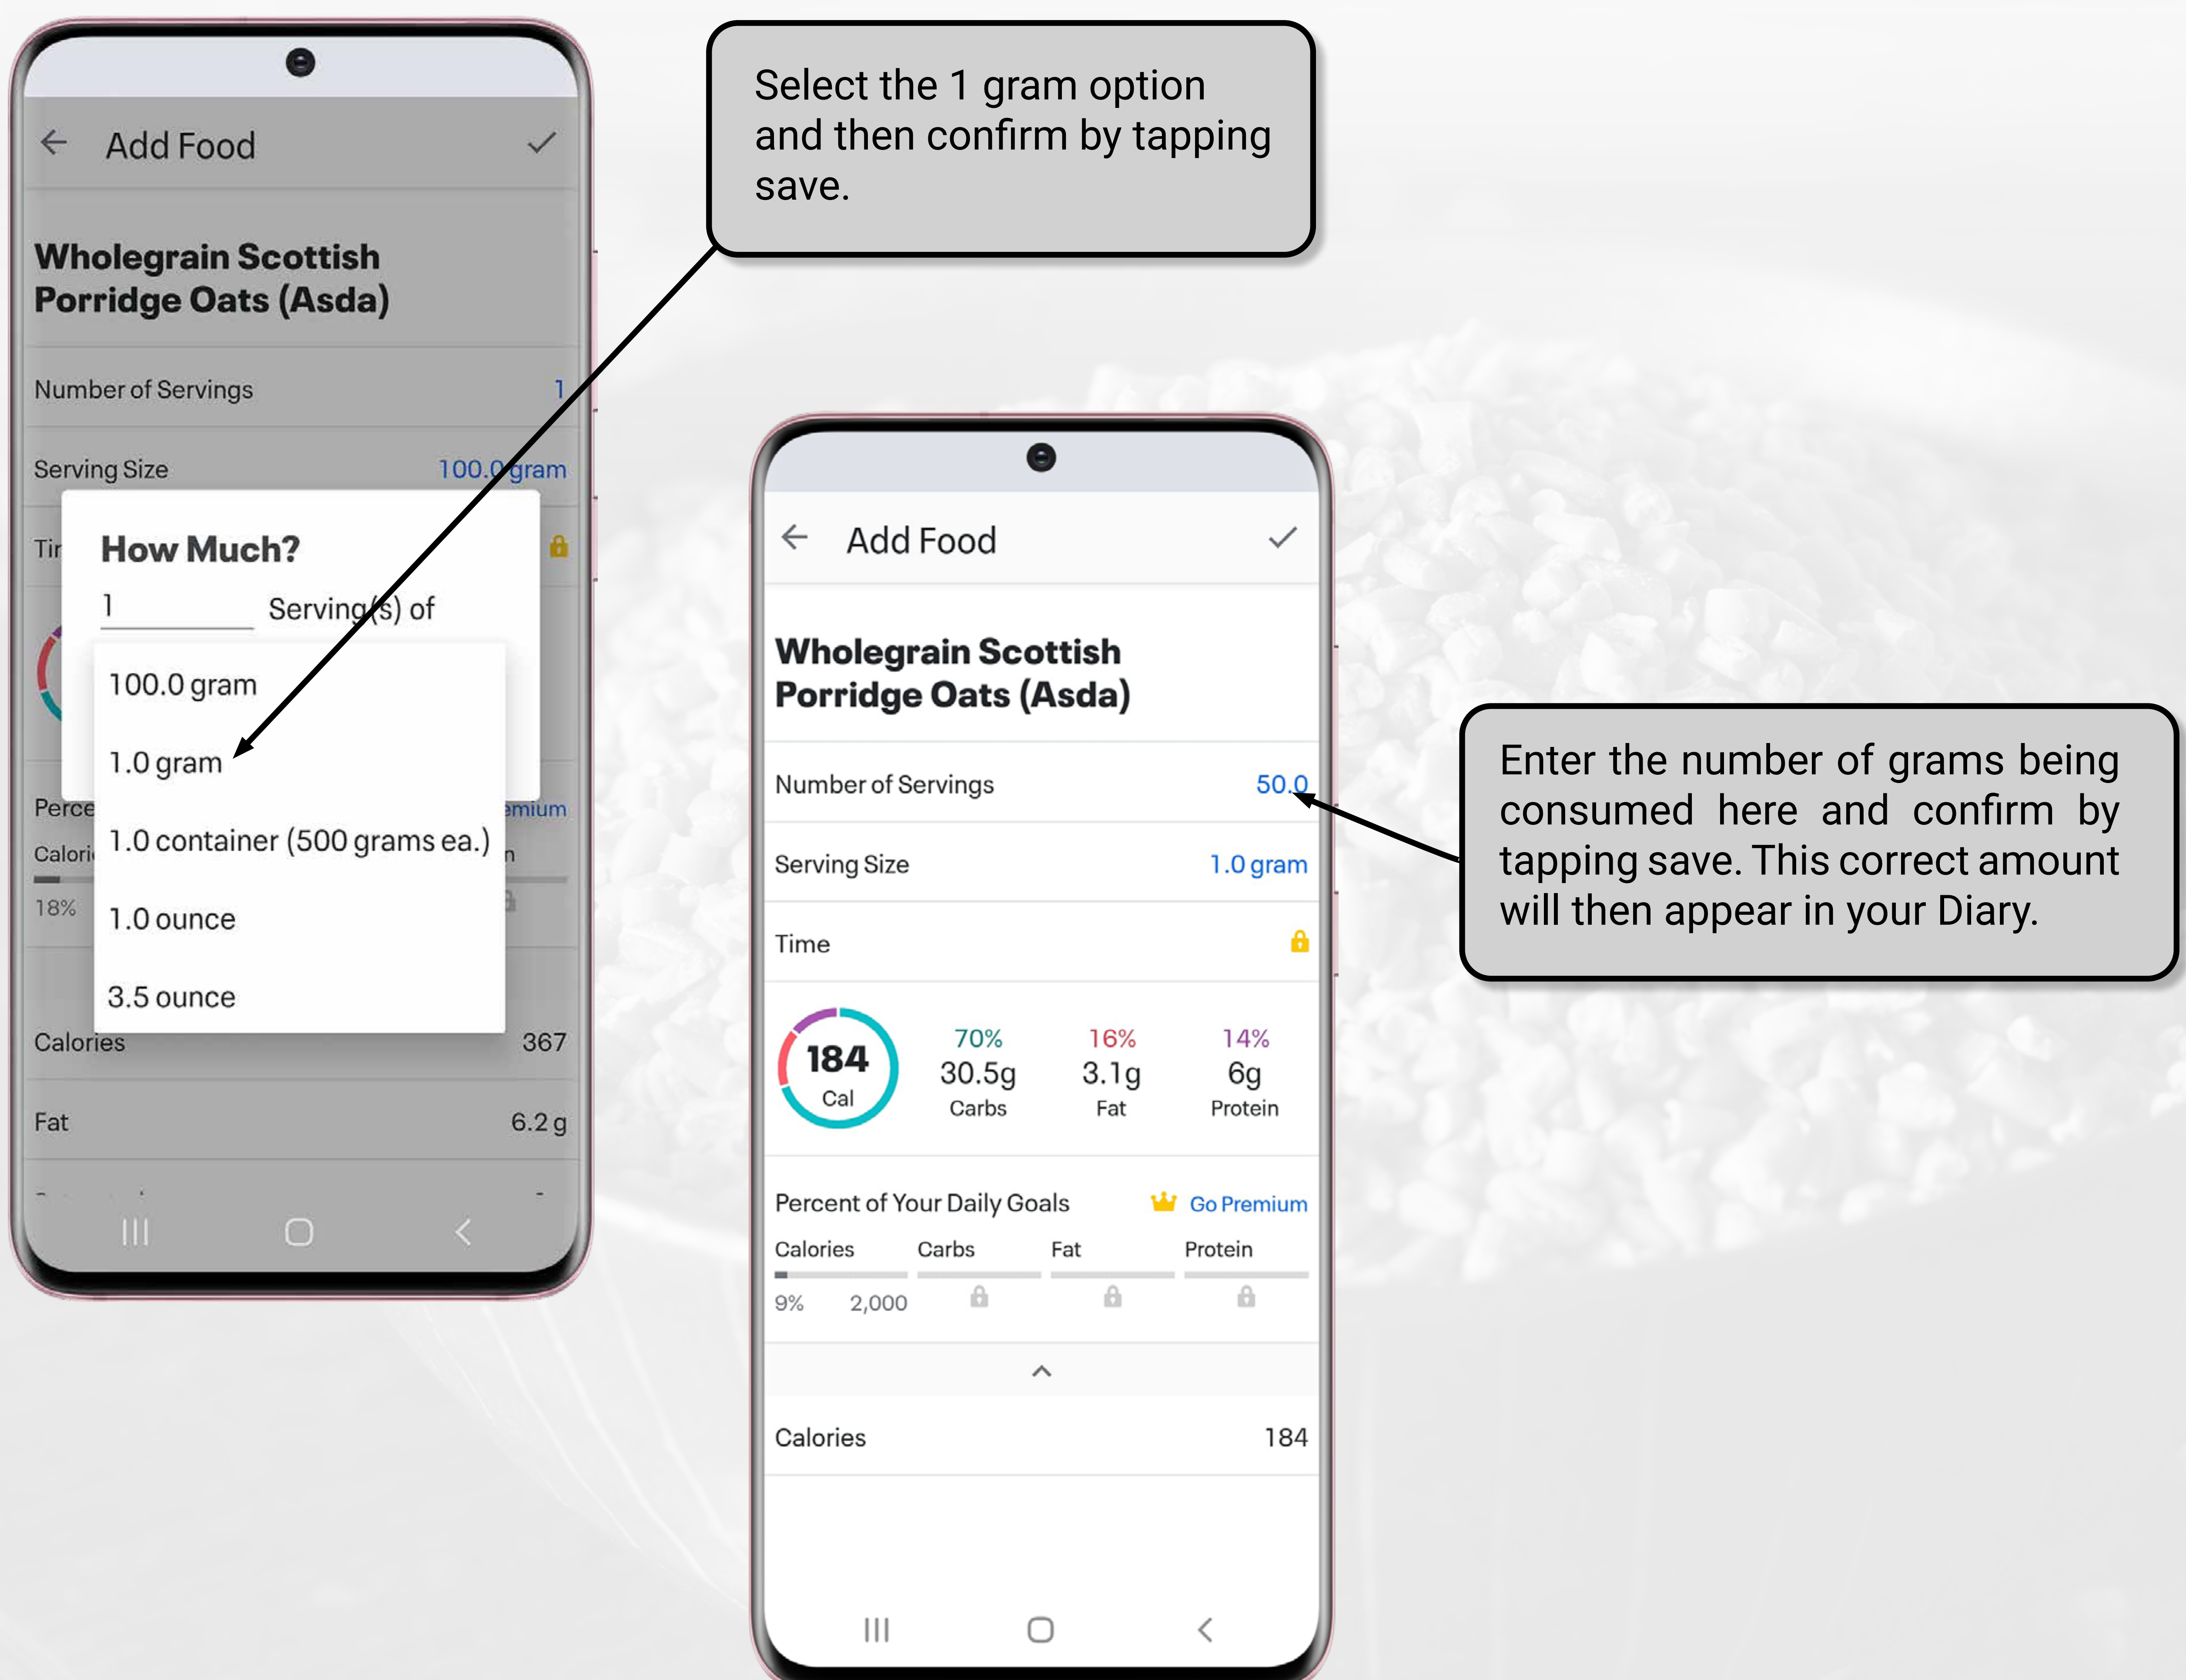 Add Food
Wholegrain Scottish
Porridge Oats (Asda)
Number of Servings 1
Serving Size 100.0 gram
Tir
How Much?
1 Serving(s) of
100.0 gram
1.0 gram
1.0 container (500 grams ea.)
1.0 ounce
3.5 ounce
Perce emium
Calori n
18%
Calories 367
Fat 6.2 g
Select the 1 gram option
and then confirm by tapping
save.
Add Food
Wholegrain Scottish
Porridge Oats (Asda)
Number of Servings 50.0
Serving Size 1.0 gram
Time
184
Cal
70% 16% 14%
30.5g 3.1g 6g
Carbs Fat Protein
Percent of Your Daily Goals Go Premium
Calories Carbs Fat Protein
9% 2,000
Calories 184
Enter the number of grams being
consumed here and confirm by
tapping save. This correct amount
will then appear in your Diary.